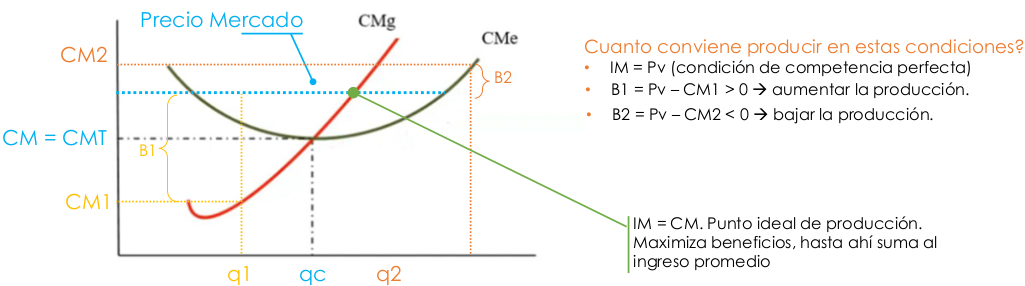 Precio Mercado
CMg
CMe
CM2
B2
CM = CMT
B1
CM1
q1
qc
q2
Cuanto conviene producir en estas condiciones?
• IM = Pv (condición de competencia perfecta)
• B1 = Pv – CM1 > 0 → aumentar la producción.
• B2 = Pv – CM2 < 0 → bajar la producción.
IM = CM. Punto ideal de producción.
Maximiza beneficios, hasta ahí suma al
ingreso promedio